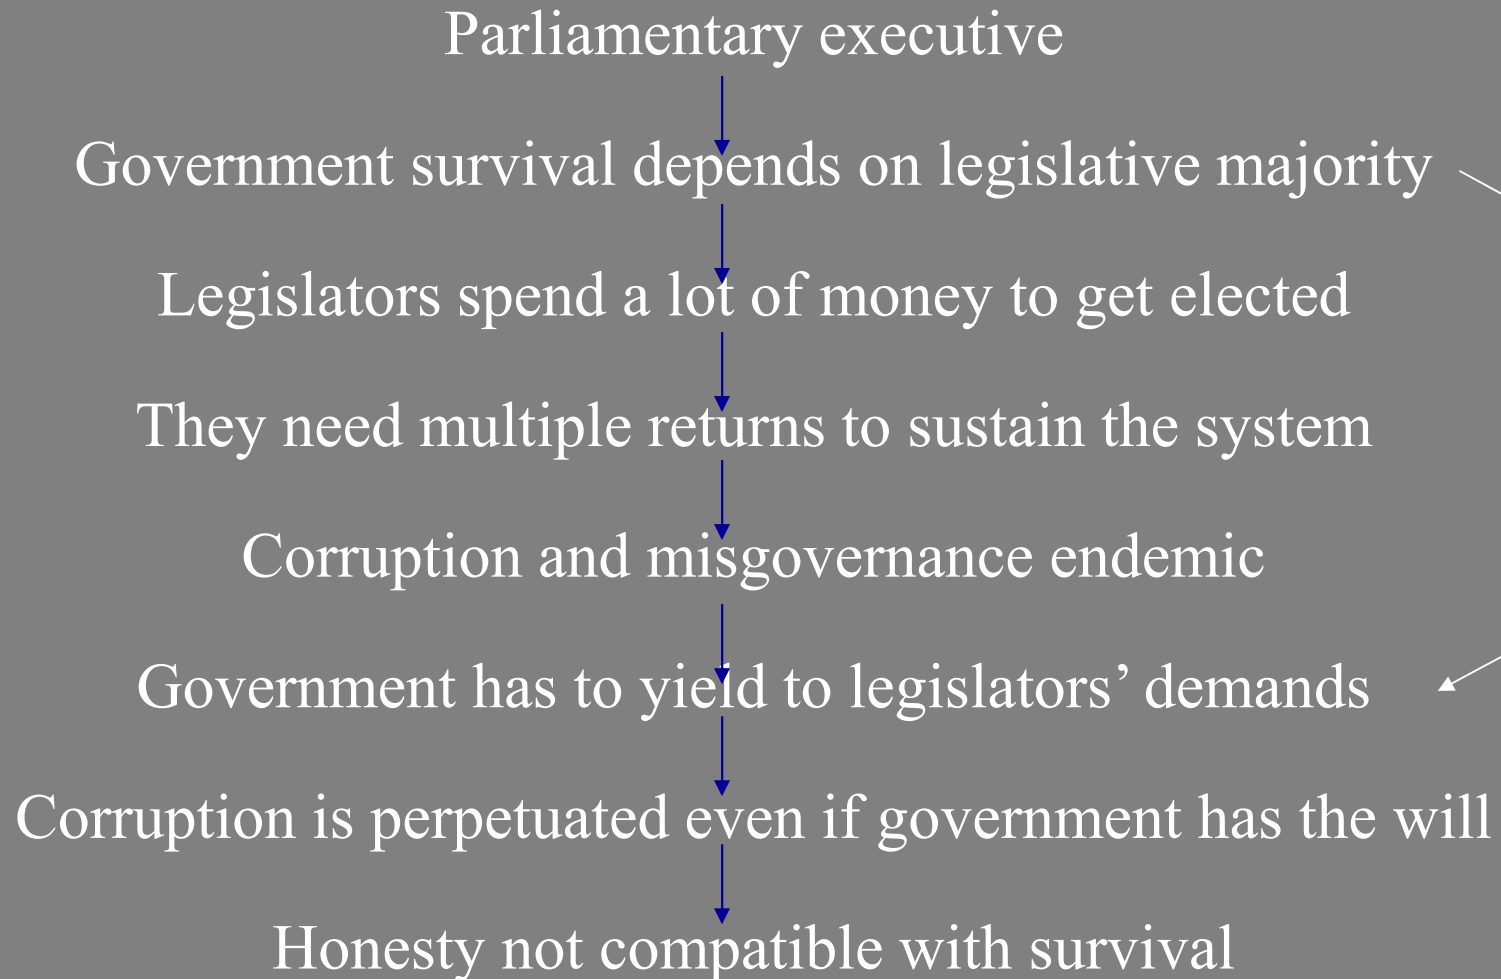 Parliamentary executive
Government survival depends on legislative majority
Legislators spend a lot of money to get elected
They need multiple returns to sustain the system
Corruption and misgovernance endemic
Government has to yield to legislators’ demands
Corruption is perpetuated even if government has the will
Honesty not compatible with survival